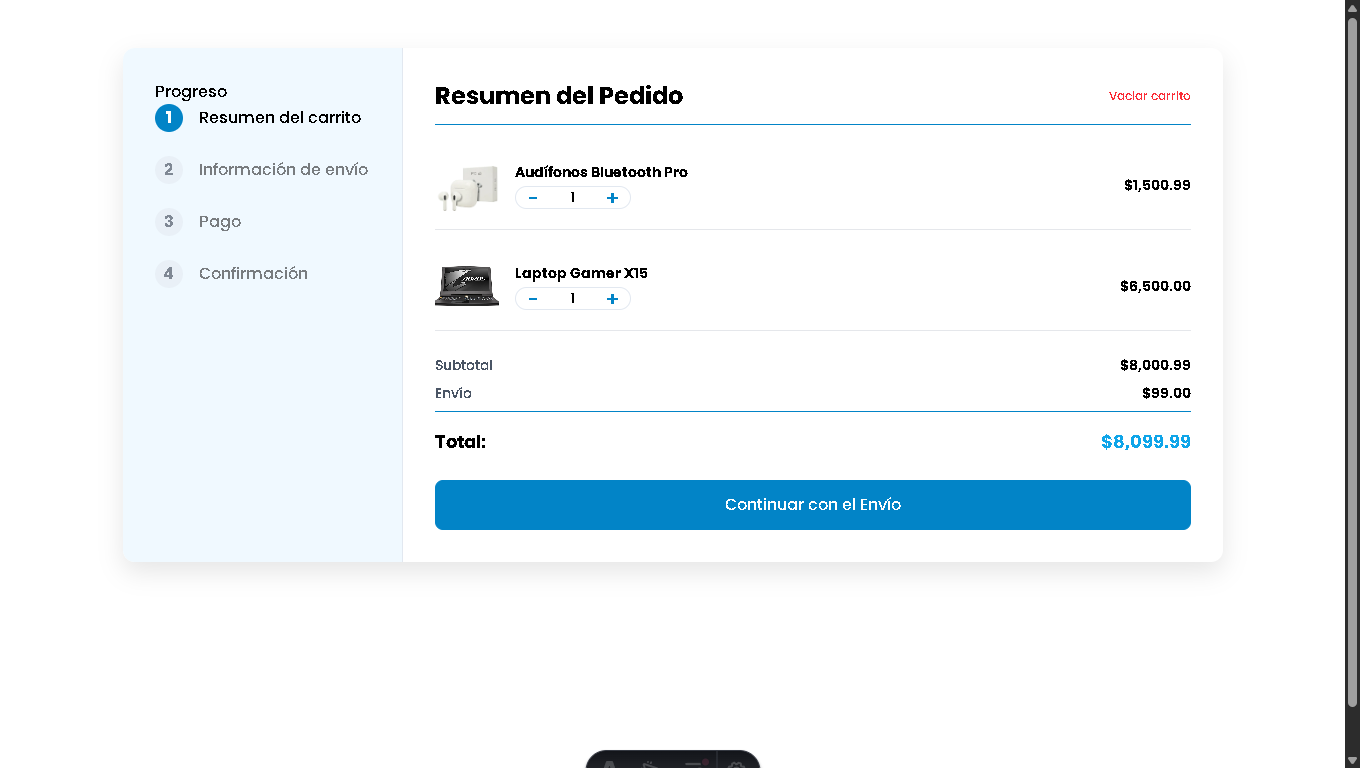 Progreso
1 Resumen del carrito
2 Información de envío
3 Pago
4 Confirmación
Resumen del Pedido
Vaciar carrito
Audífonos Bluetooth Pro
$1,500.99
− 1 +
Laptop Gamer X15
$6,500.00
− 1 +
Subtotal $8,000.99
Envío $99.00
Total: $8,099.99
Continuar con el Envío